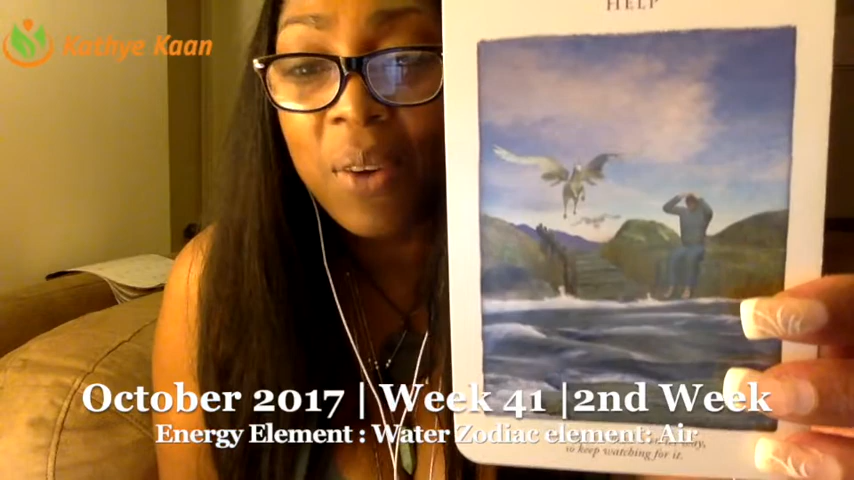 HELP
Kathye Kaan
October 2017 | Week 41 |2nd Week
Energy Element : Water Zodiac element: Air
to keep watching for it.